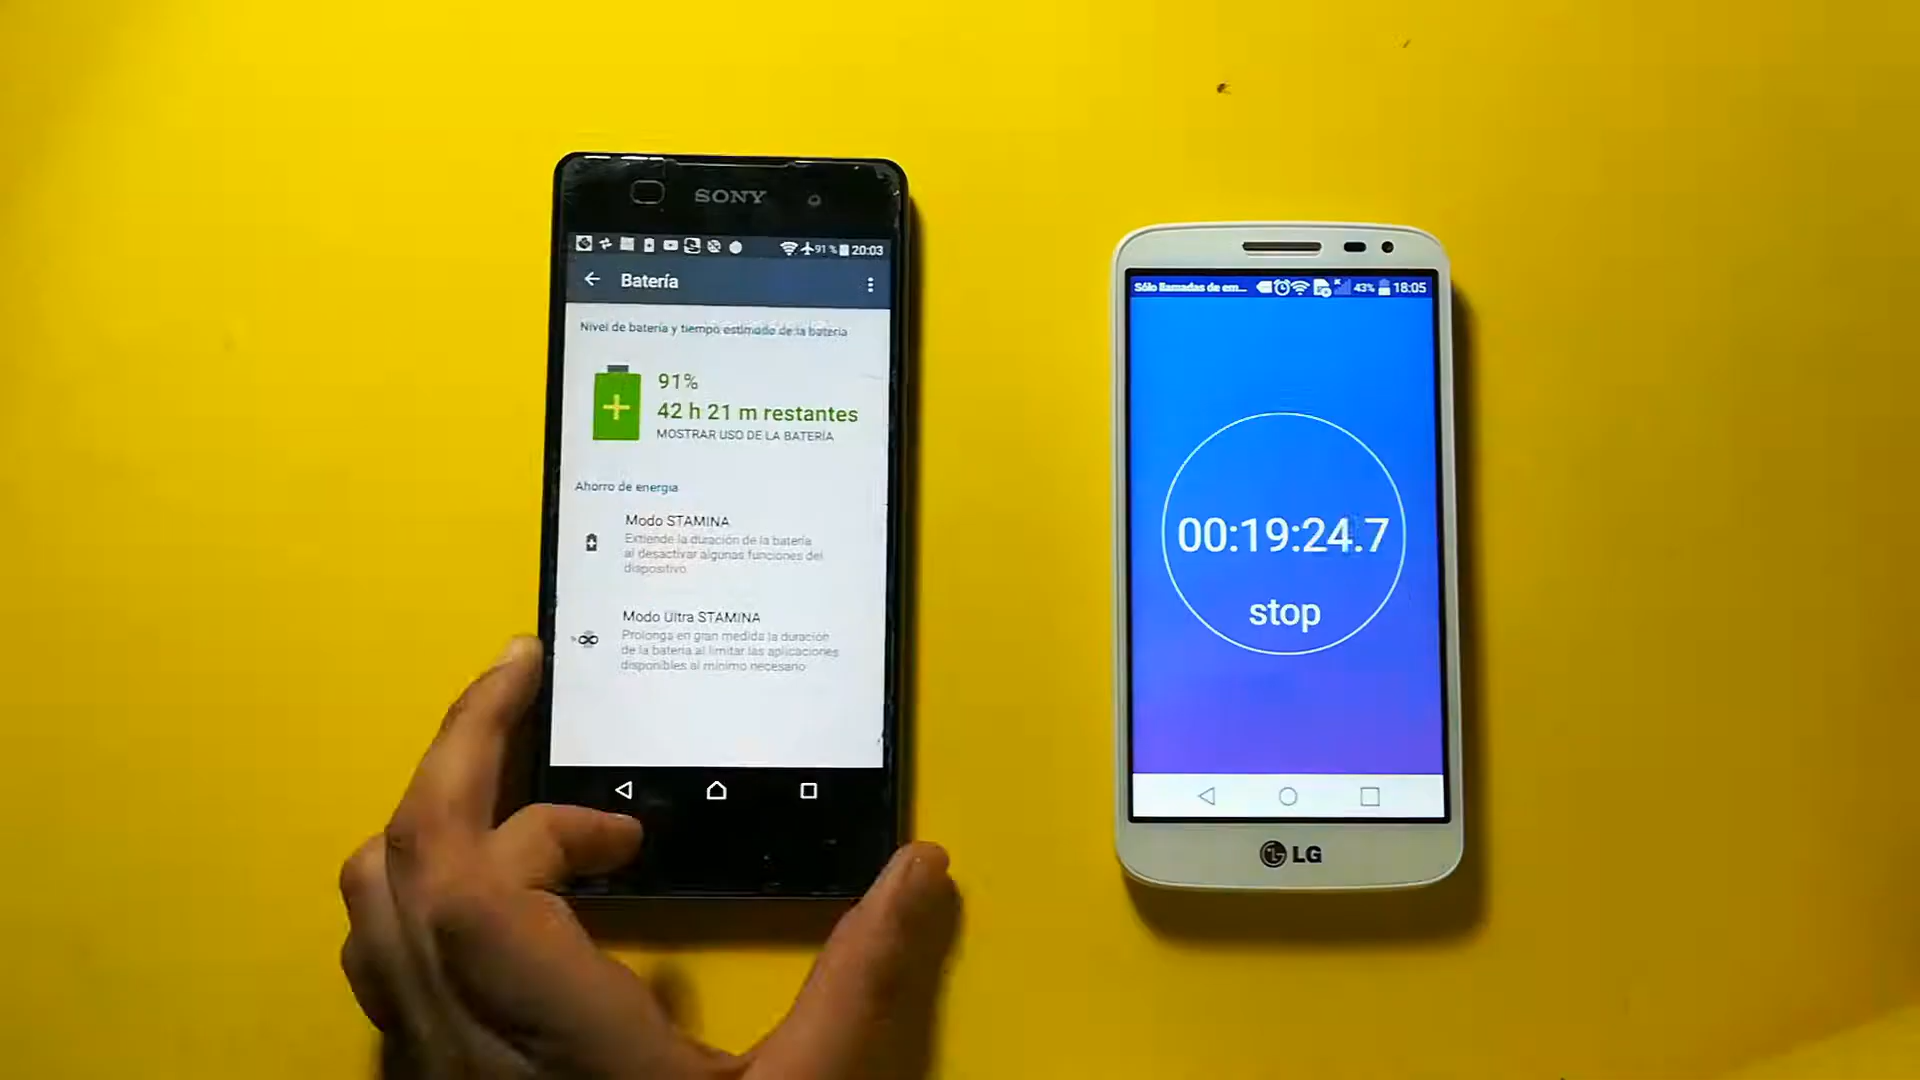 SONY
91% 20:03
Batería
Nivel de batería y tiempo estimado de la batería
91%
42 h 21 m restantes
MOSTRAR USO DE LA BATERÍA
Ahorro de energía
Modo STAMINA
Extiende la duración de la batería
al desactivar algunas funciones del
dispositivo.
Modo Ultra STAMINA
Prolonga en gran medida la duración
de la batería al limitar las aplicaciones
disponibles al mínimo necesario
Sólo llamadas de em... 43% 18:05
00:19:24.7
stop
LG